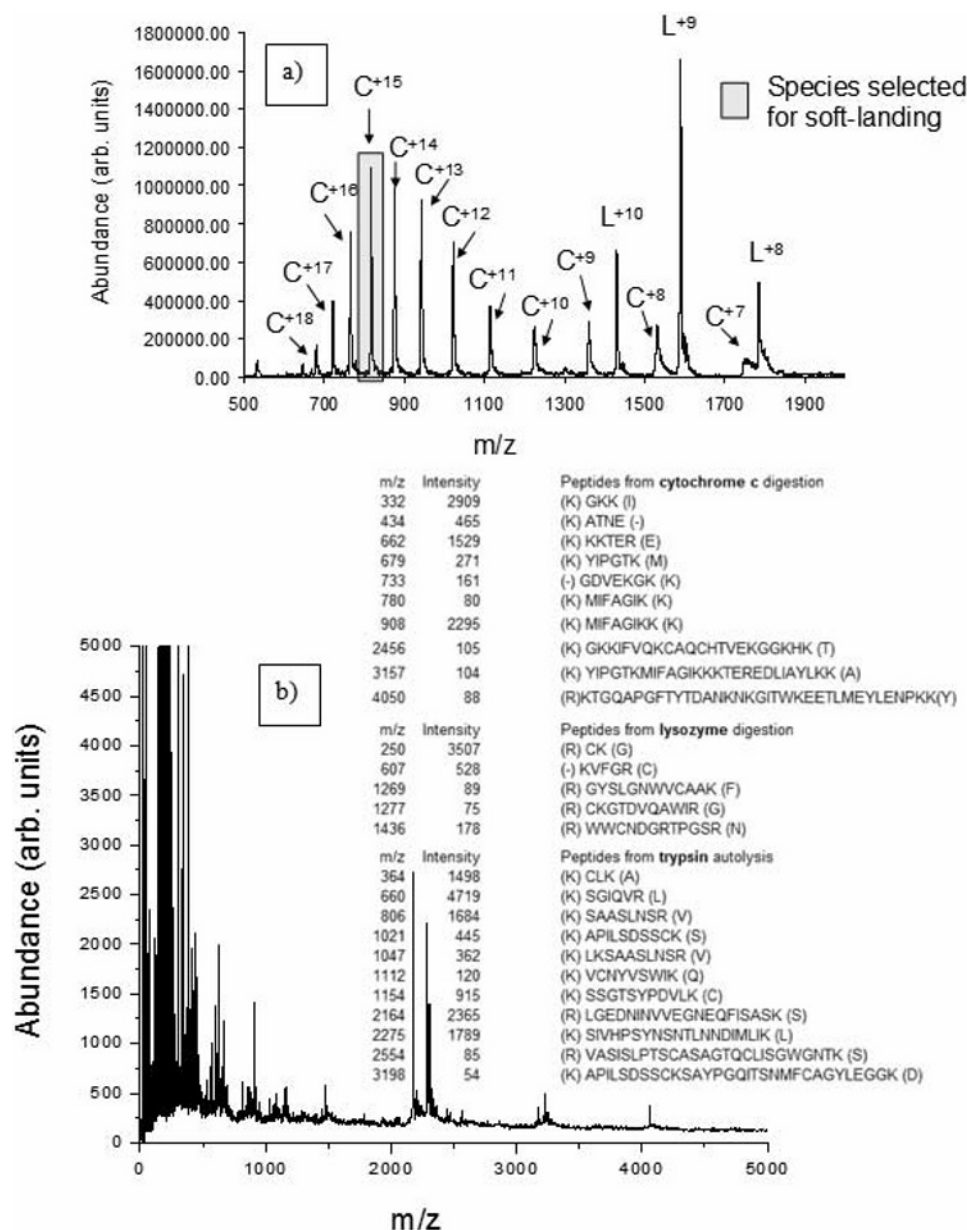 1800000.00
1600000.00
1400000.00
1200000.00
1000000.00
800000.00
600000.00
400000.00
200000.00
0.00
Abundance (arb. units)
a)
C+18
C+17
C+16
C+15
C+14
C+13
C+12
C+11
C+10
C+9
L+10
C+8
L+9
C+7
L+8
Species selected
for soft-landing
500 700 900 1100 1300 1500 1700 1900
m/z
m/z Intensity Peptides from cytochrome c digestion
332 2909 (K) GKK (I)
434 465 (K) ATNE (-)
662 1529 (K) KKTER (E)
679 271 (K) YIPGTK (M)
733 161 (-) GDVEKGK (K)
780 80 (K) MIFAGIK (K)
908 2295 (K) MIFAGIKK (K)
2456 105 (K) GKKIFVQKCAQCHTVEKGGKHK (T)
3157 104 (K) YIPGTKMIFAGIKKKTEREDLIAYLKK (A)
4050 88 (R)KTGQAPGFTYTDANKNKGITWKEETLMEYLENPKK(Y)
m/z Intensity Peptides from lysozyme digestion
250 3507 (R) CK (G)
607 528 (-) KVFGR (C)
1269 89 (R) GYSLGNWVCAAK (F)
1277 75 (R) CKGTDVQAWIR (G)
1436 178 (R) WWCNDGRTPGSR (N)
m/z Intensity Peptides from trypsin autolysis
364 1498 (K) CLK (A)
660 4719 (K) SGIQVR (L)
806 1684 (K) SAASLNSR (V)
1021 445 (K) APILSDSSCK (S)
1047 362 (K) LKSAASLNSR (V)
1112 120 (K) VCNYVSWIK (Q)
1154 915 (K) SSGTSYPDVLK (C)
2164 2365 (R) LGEDNINVVEGNEQFISASK (S)
2275 1789 (K) SIVHPSYNSNTLNNDIMLIK (L)
2554 85 (R) VASISLPTSCASAGTQCLISGWGNTK (S)
3198 54 (K) APILSDSSCKSAYPGQITSNMFCAGYLEGGK (D)
b)
5000
4500
4000
3500
3000
2500
2000
1500
1000
500
0
Abundance (arb. units)
0 1000 2000 3000 4000 5000
m/z